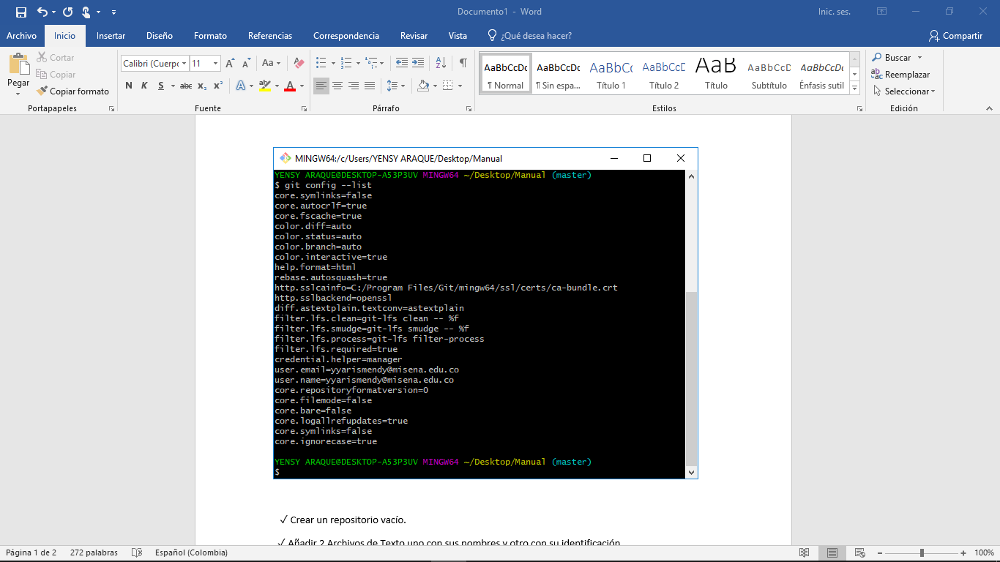 Documento1 - Word
Inic. ses.
Archivo Inicio Insertar Diseño Formato Referencias Correspondencia Revisar Vista ¿Qué desea hacer? Compartir
Pegar
Cortar
Copiar
Copiar formato
Portapapeles
Calibri (Cuerpo 11
Aa
N K S abc x₂ x²
Fuente
Párrafo
AaBbCcDc AaBbCcDc AaBbCc AaBbCcD AaB AaBbCcD AaBbCcDc
¶ Normal ¶ Sin espa... Título 1 Título 2 Título Subtítulo Énfasis sutil
Estilos
Buscar
Reemplazar
Seleccionar
Edición
MINGW64:/c/Users/YENSY ARAQUE/Desktop/Manual
YENSY ARAQUE@DESKTOP-A53P3UV MINGW64 ~/Desktop/Manual (master)
$ git config --list
core.symlinks=false
core.autocrlf=true
core.fscache=true
color.diff=auto
color.status=auto
color.branch=auto
color.interactive=true
help.format=html
rebase.autosquash=true
http.sslcainfo=C:/Program Files/Git/mingw64/ssl/certs/ca-bundle.crt
http.sslbackend=openssl
diff.astextplain.textconv=astextplain
filter.lfs.clean=git-lfs clean -- %f
filter.lfs.smudge=git-lfs smudge -- %f
filter.lfs.process=git-lfs filter-process
filter.lfs.required=true
credential.helper=manager
user.email=yyarismendy@misena.edu.co
user.name=yyarismendy@misena.edu.co
core.repositoryformatversion=0
core.filemode=false
core.bare=false
core.logallrefupdates=true
core.symlinks=false
core.ignorecase=true
YENSY ARAQUE@DESKTOP-A53P3UV MINGW64 ~/Desktop/Manual (master)
$
✓ Crear un repositorio vacío.
✓ Añadir 2 Archivos de Texto uno con sus nombres y otro con su identificación
Página 1 de 2 272 palabras Español (Colombia) 100%